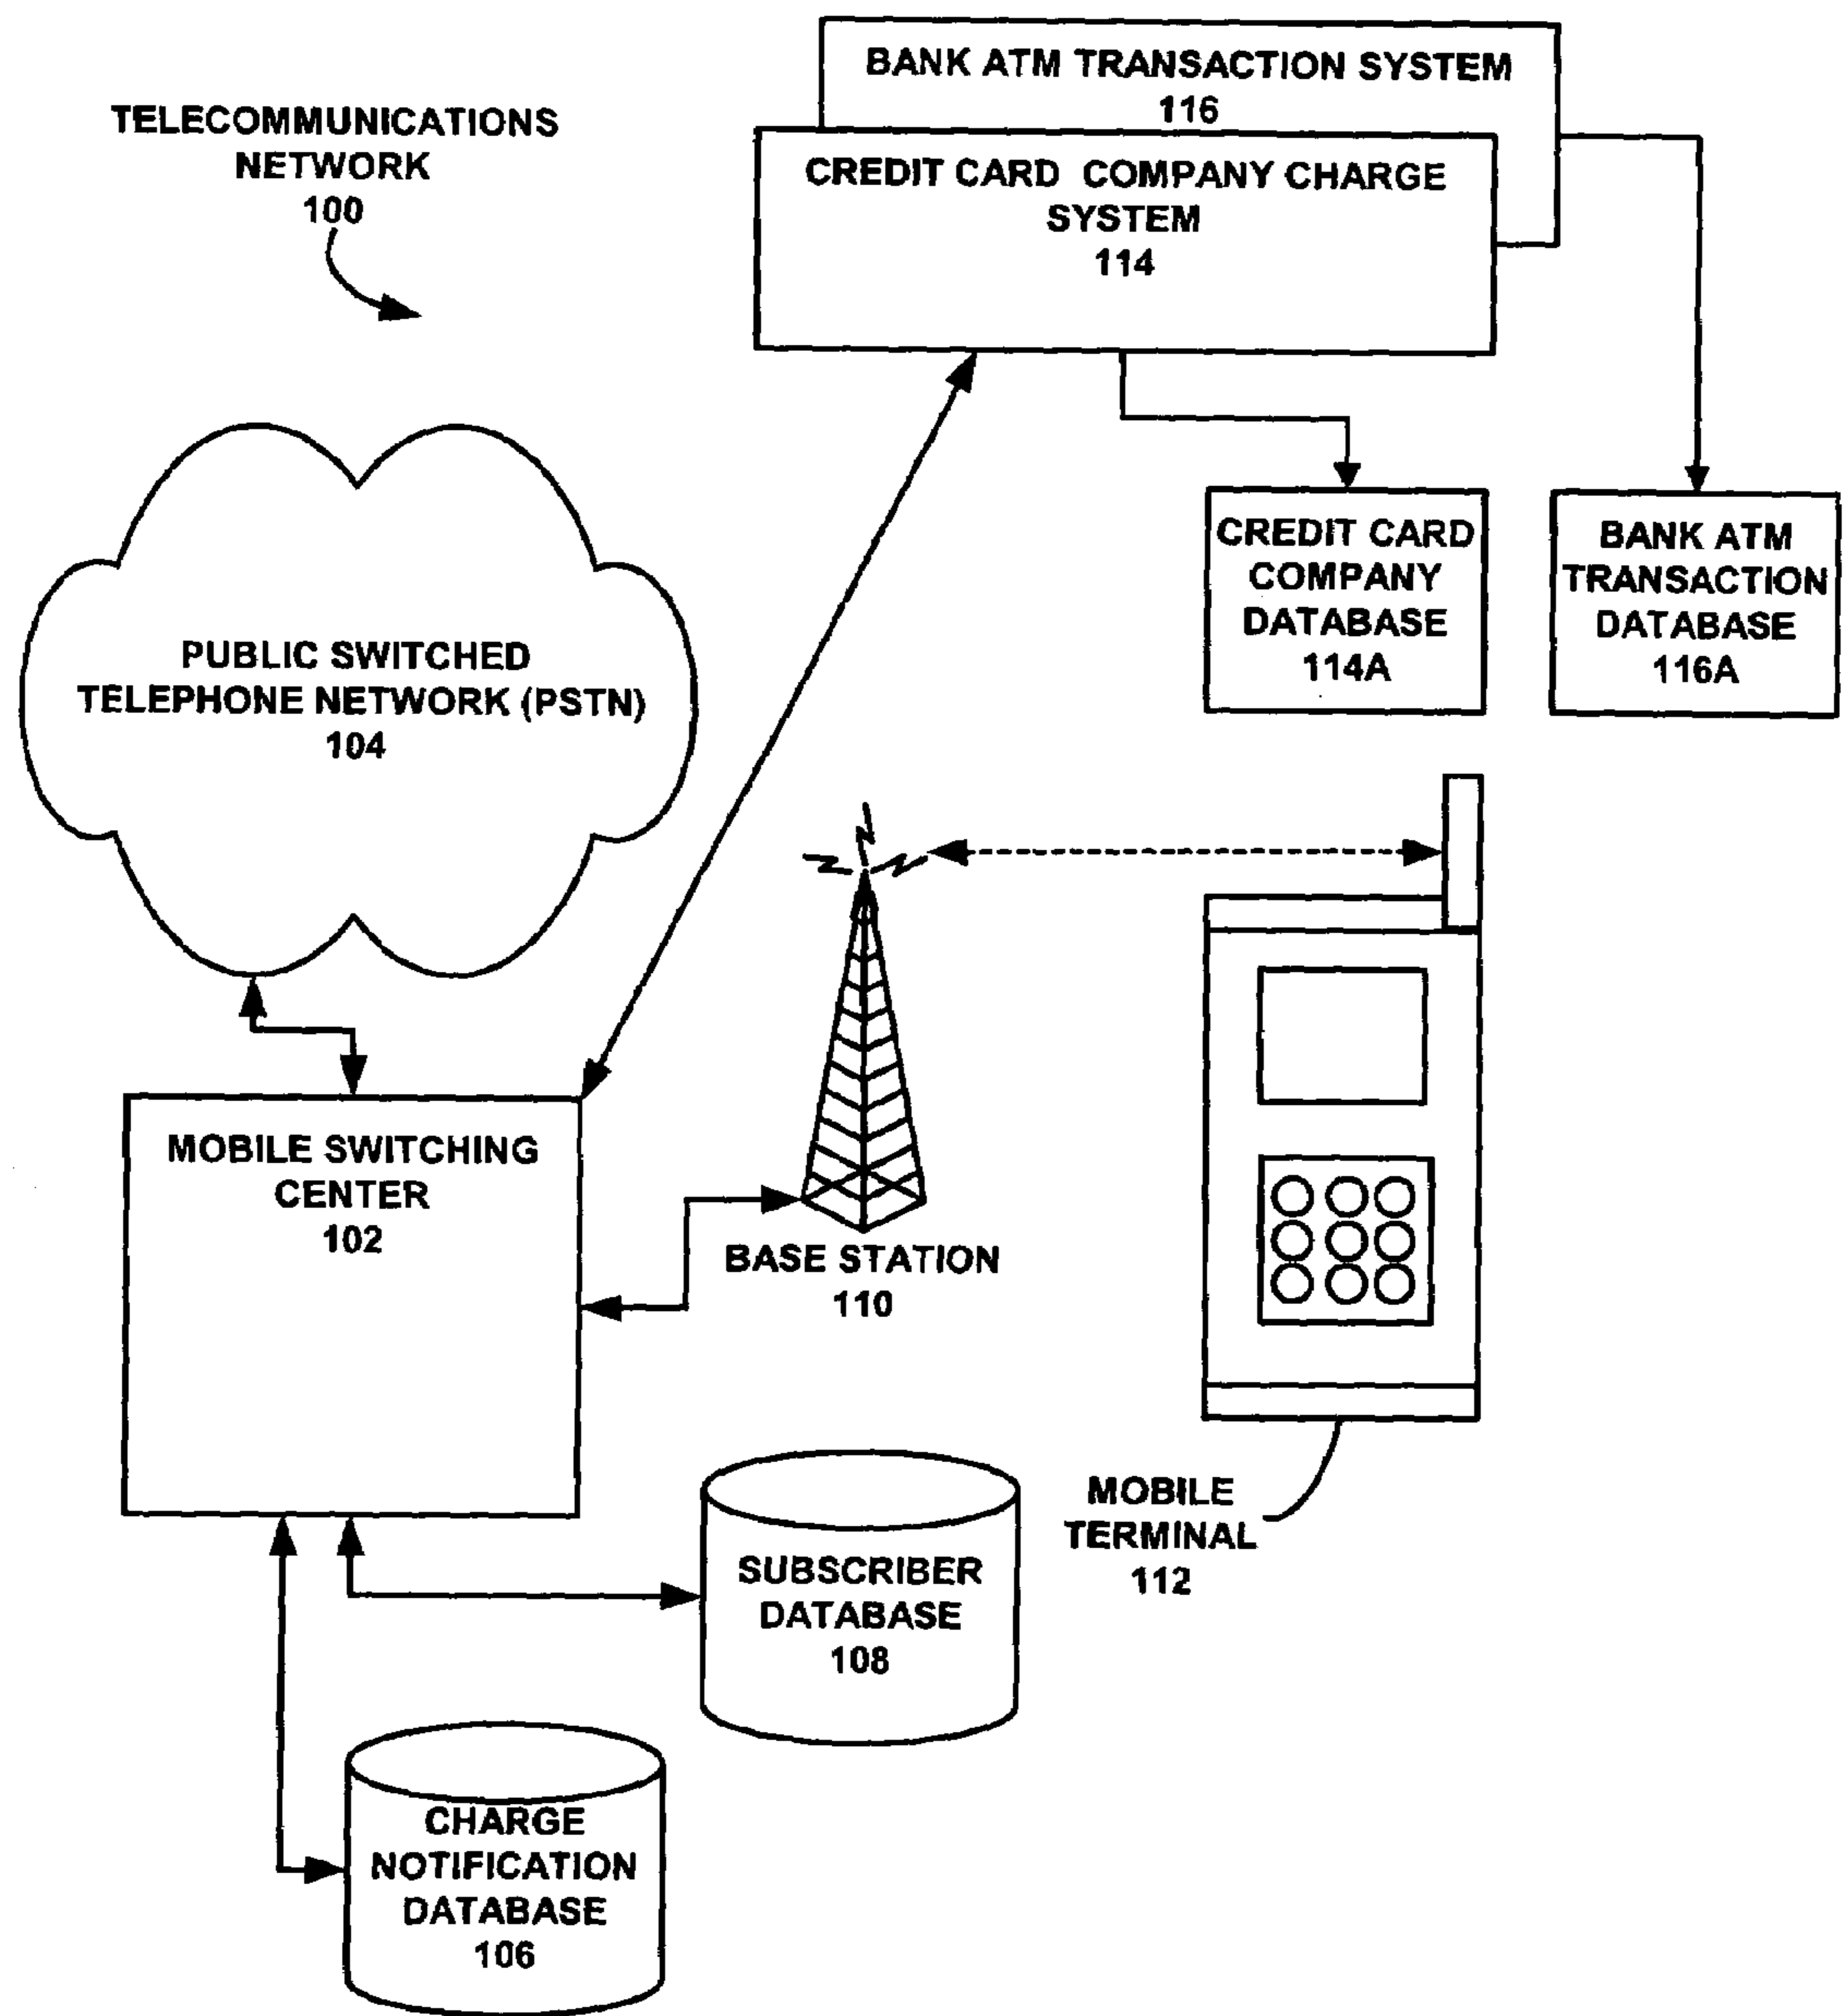 TELECOMMUNICATIONS
NETWORK
100
BANK ATM TRANSACTION SYSTEM
116
CREDIT CARD COMPANY CHARGE
SYSTEM
114
CREDIT CARD
COMPANY
DATABASE
114A
BANK ATM
TRANSACTION
DATABASE
116A
PUBLIC SWITCHED
TELEPHONE NETWORK (PSTN)
104
MOBILE SWITCHING
CENTER
102
BASE STATION
110
MOBILE
TERMINAL
112
SUBSCRIBER
DATABASE
108
CHARGE
NOTIFICATION
DATABASE
106